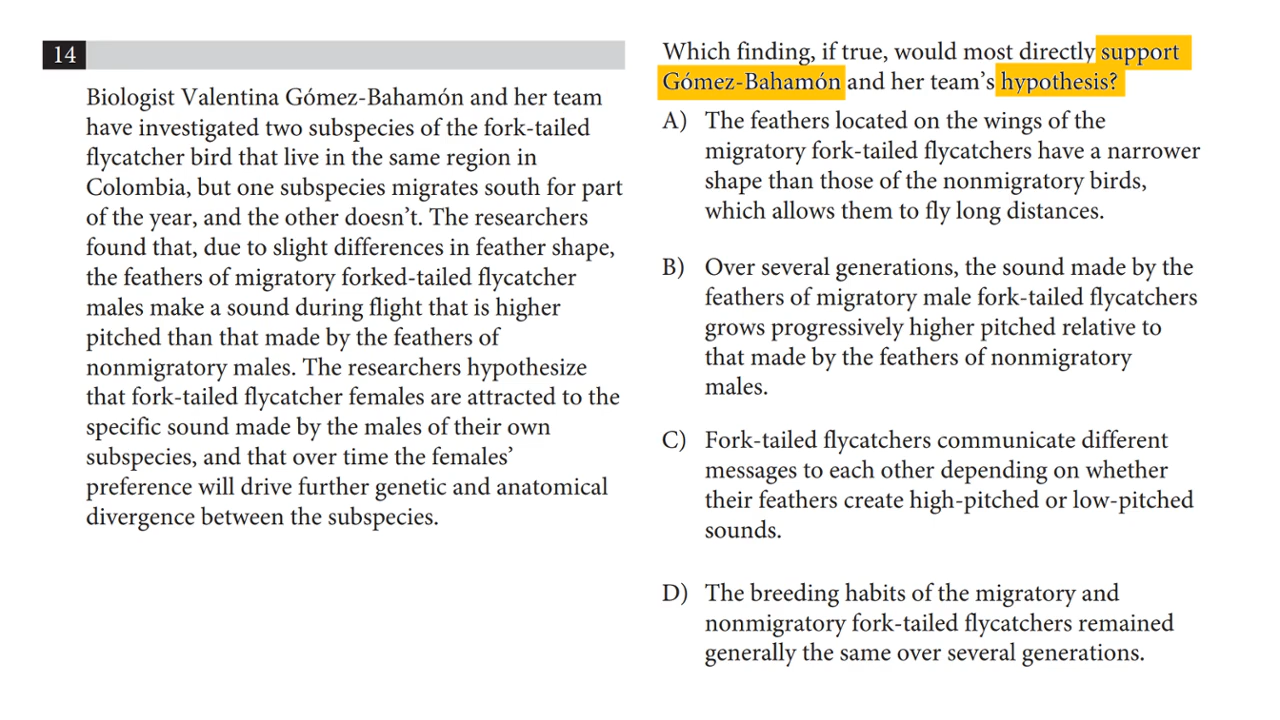 14
Biologist Valentina Gómez-Bahamón and her team
have investigated two subspecies of the fork-tailed
flycatcher bird that live in the same region in
Colombia, but one subspecies migrates south for part
of the year, and the other doesn’t. The researchers
found that, due to slight differences in feather shape,
the feathers of migratory forked-tailed flycatcher
males make a sound during flight that is higher
pitched than that made by the feathers of
nonmigratory males. The researchers hypothesize
that fork-tailed flycatcher females are attracted to the
specific sound made by the males of their own
subspecies, and that over time the females’
preference will drive further genetic and anatomical
divergence between the subspecies.
Which finding, if true, would most directly support
Gómez-Bahamón and her team’s hypothesis?
A) The feathers located on the wings of the
migratory fork-tailed flycatchers have a narrower
shape than those of the nonmigratory birds,
which allows them to fly long distances.
B) Over several generations, the sound made by the
feathers of migratory male fork-tailed flycatchers
grows progressively higher pitched relative to
that made by the feathers of nonmigratory
males.
C) Fork-tailed flycatchers communicate different
messages to each other depending on whether
their feathers create high-pitched or low-pitched
sounds.
D) The breeding habits of the migratory and
nonmigratory fork-tailed flycatchers remained
generally the same over several generations.